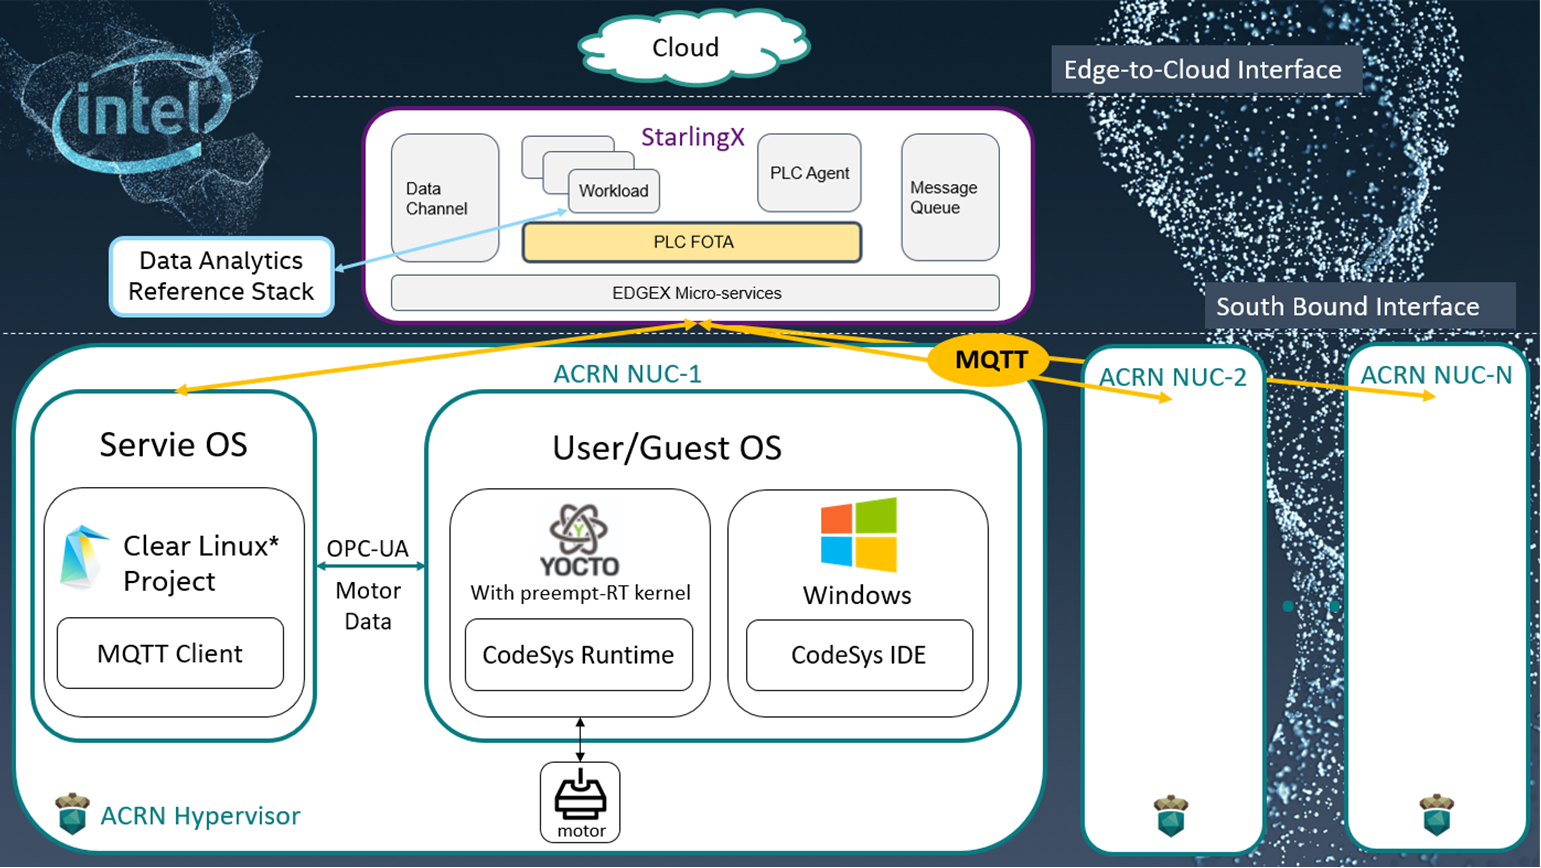 Cloud
Edge-to-Cloud Interface
intel
StarlingX
Data
Channel
Workload
PLC Agent
Message
Queue
PLC FOTA
EDGEX Micro-services
Data Analytics
Reference Stack
South Bound Interface
MQTT
ACRN NUC-1
ACRN NUC-2
ACRN NUC-N
Servie OS
User/Guest OS
Clear Linux*
Project
MQTT Client
OPC-UA
Motor
Data
Y
YOCTO
With preempt-RT kernel
CodeSys Runtime
Windows
CodeSys IDE
motor
ACRN Hypervisor